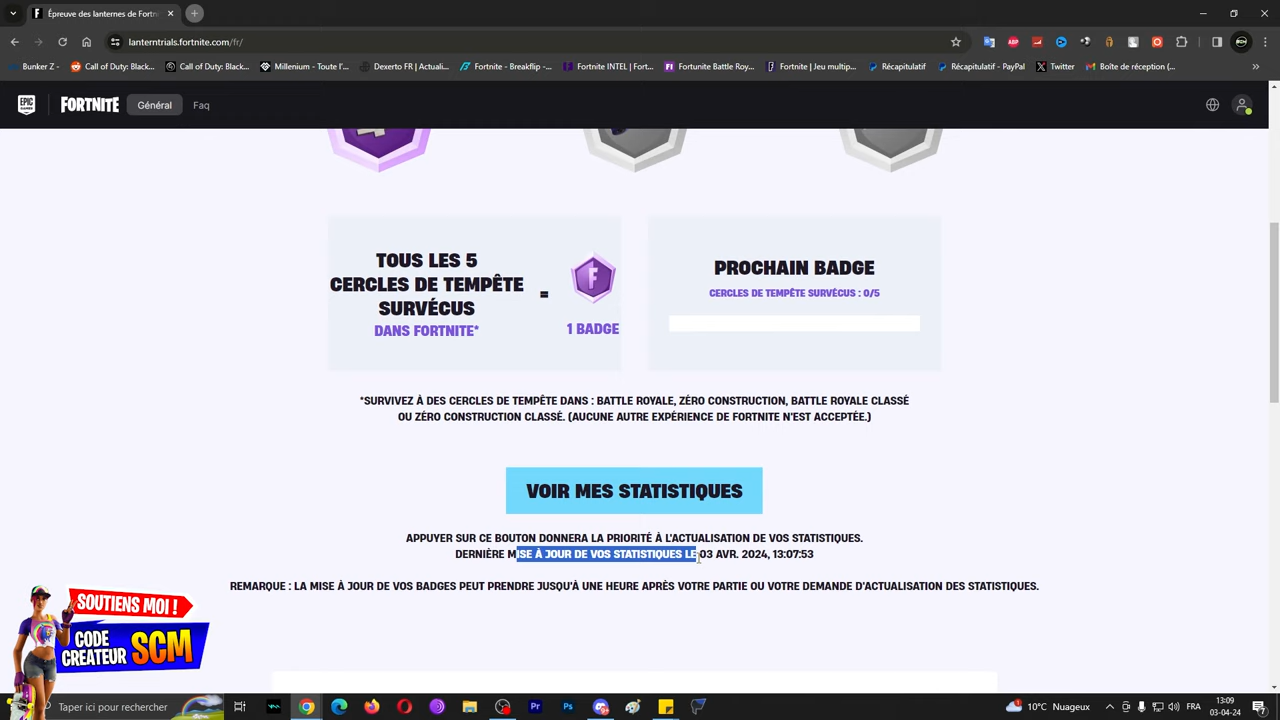 Épreuve des lanternes de Fortn
lanterntrials.fortnite.com/fr/
Bunker Z - Call of Duty: Black... Call of Duty: Black... Millenium - Toute l'... Dexerto FR | Actuali... Fortnite - Breakflip -... Fortnite INTEL | Fort... Fortunite Battle Roy... Fortnite | Jeu multip... Récapitulatif Récapitulatif - PayPal Twitter Boîte de réception (...
EPIC GAMES FORTNITE Général Faq
TOUS LES 5
CERCLES DE TEMPÊTE
SURVÉCUS
DANS FORTNITE*
=
F
1 BADGE
PROCHAIN BADGE
CERCLES DE TEMPÊTE SURVÉCUS : 0/5
*SURVIVEZ À DES CERCLES DE TEMPÊTE DANS : BATTLE ROYALE, ZÉRO CONSTRUCTION, BATTLE ROYALE CLASSÉ
OU ZÉRO CONSTRUCTION CLASSÉ. (AUCUNE AUTRE EXPÉRIENCE DE FORTNITE N'EST ACCEPTÉE.)
VOIR MES STATISTIQUES
APPUYER SUR CE BOUTON DONNERA LA PRIORITÉ À L'ACTUALISATION DE VOS STATISTIQUES.
DERNIÈRE MISE À JOUR DE VOS STATISTIQUES LE 03 AVR. 2024, 13:07:53
REMARQUE : LA MISE À JOUR DE VOS BADGES PEUT PRENDRE JUSQU'À UNE HEURE APRÈS VOTRE PARTIE OU VOTRE DEMANDE D'ACTUALISATION DES STATISTIQUES.
SOUTIENS MOI !
CODE
CREATEUR SCM
Taper ici pour rechercher
10°C Nuageux
FRA
13:09
03-04-24